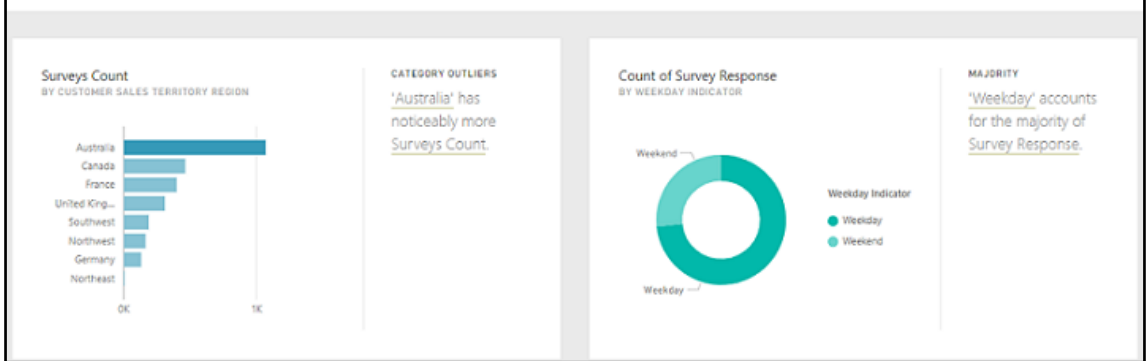 Surveys Count
BY CUSTOMER SALES TERRITORY REGION
Australia
Canada
France
United King...
Southwest
Northwest
Germany
Northeast
0K
1K
CATEGORY OUTLIERS
'Australia' has
noticeably more
Surveys Count.
Count of Survey Response
BY WEEKDAY INDICATOR
Weekend
Weekday
Weekday Indicator
Weekday
Weekend
MAJORITY
'Weekday' accounts
for the majority of
Survey Response.